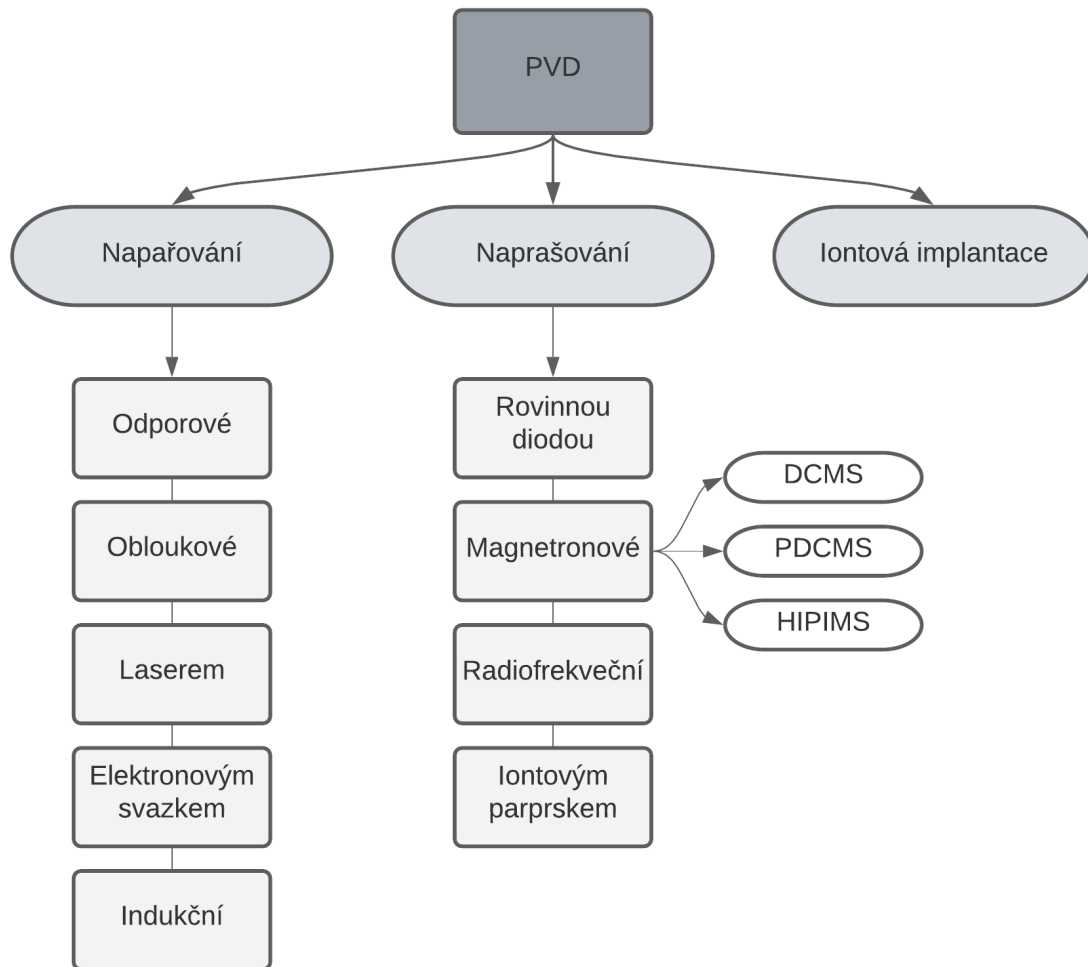 PVD
Napařování
Naprašování
Iontová implantace
Odporové
Obloukové
Laserem
Elektronovým
svazkem
Indukční
Rovinnou
diodou
Magnetronové
Radiofrekveční
Iontovým
parprskem
DCMS
PDCMS
HIPIMS